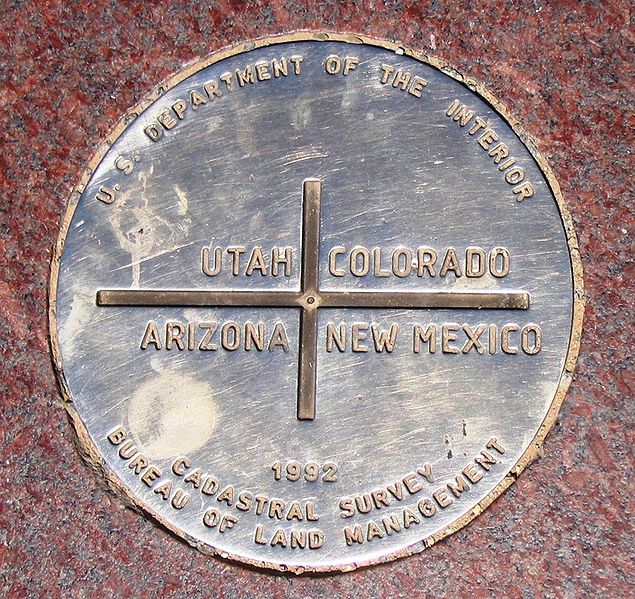 U. S. DEPARTMENT OF THE INTERIOR
UTAH COLORADO
ARIZONA NEW MEXICO
1992
CADASTRAL SURVEY
BUREAU OF LAND MANAGEMENT